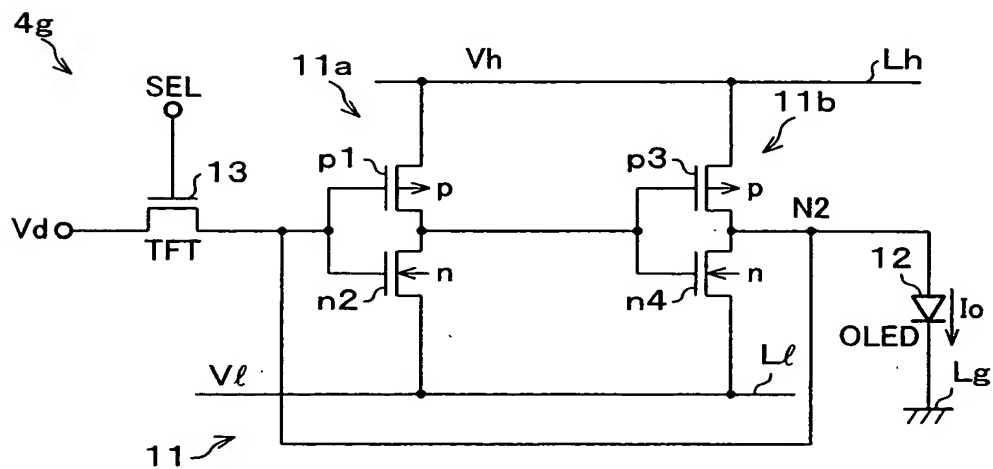 4g
SEL
13
Vd
TFT
11a
Vh
Lh
11b
p1
p
p3
p
N2
n2
n
n4
n
12
OLED
Io
Vℓ
Lℓ
Lg
11